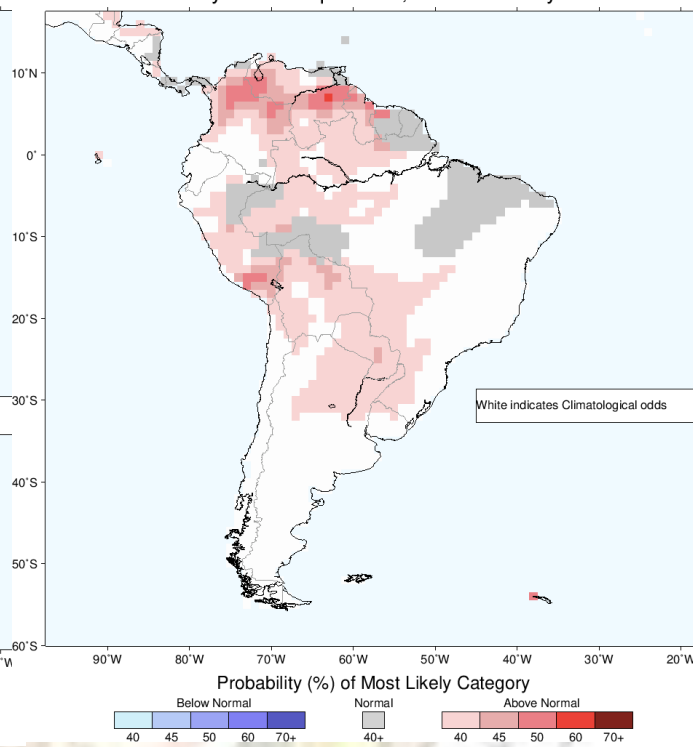 10˚N
0˚
10˚S
20˚S
30˚S
40˚S
50˚S
60˚S
White indicates Climatological odds
˚W
90˚W
80˚W
70˚W
60˚W
50˚W
40˚W
30˚W
20˚W
Probability (%) of Most Likely Category
Below Normal
Normal
Above Normal
40 45 50 60 70+
40+
40 45 50 60 70+